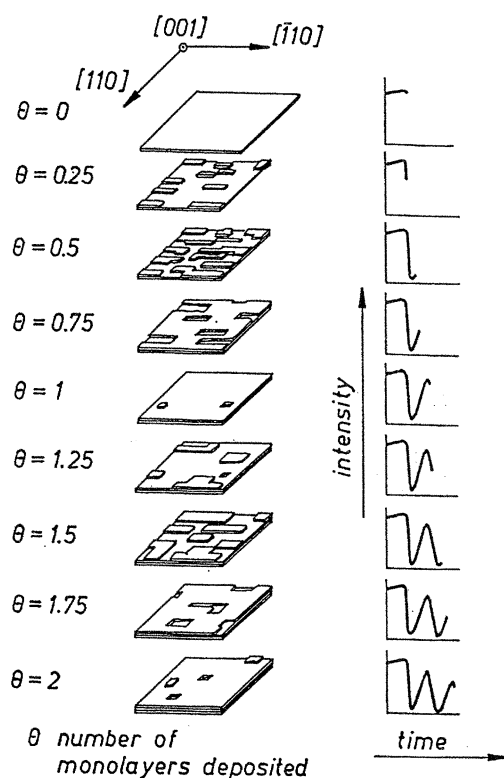 [001]
[1̄10]
[110]
θ = 0
θ = 0.25
θ = 0.5
θ = 0.75
θ = 1
θ = 1.25
θ = 1.5
θ = 1.75
θ = 2
intensity
θ number of
monolayers deposited
time